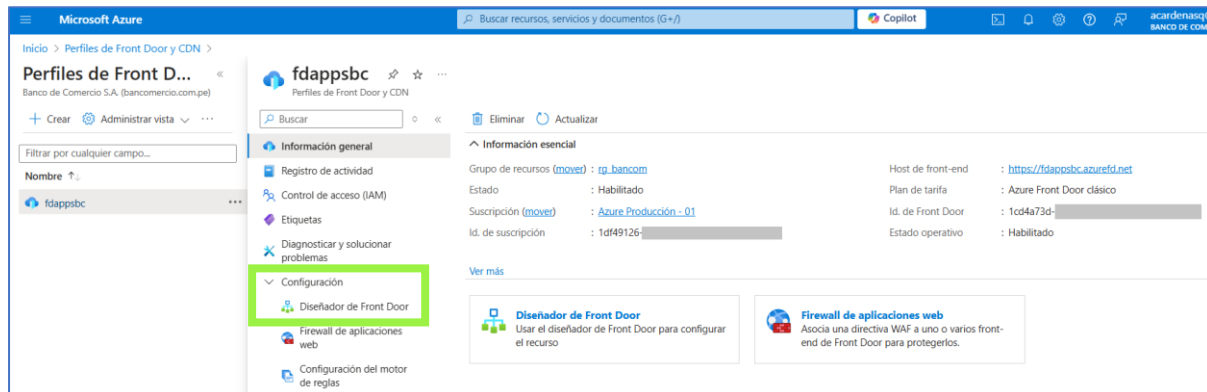 Microsoft Azure
Buscar recursos, servicios y documentos (G+/)
Copilot
acardenasq
BANCO DE COM
Inicio > Perfiles de Front Door y CDN >
Perfiles de Front D... «
Banco de Comercio S.A. (bancomercio.com.pe)
+ Crear Administrar vista ...
Filtrar por cualquier campo...
Nombre ↑↓
fdappsbc ...
fdappsbc ...
Perfiles de Front Door y CDN
Buscar «
Información general
Registro de actividad
Control de acceso (IAM)
Etiquetas
Diagnosticar y solucionar
problemas
Configuración
Diseñador de Front Door
Firewall de aplicaciones
web
Configuración del motor
de reglas
Eliminar Actualizar
Información esencial
Grupo de recursos (mover) : rg_bancom
Estado : Habilitado
Suscripción (mover) : Azure Producción - 01
Id. de suscripción : 1df49126-
Host de front-end : https://fdappsbc.azurefd.net
Plan de tarifa : Azure Front Door clásico
Id. de Front Door : 1cd4a73d-
Estado operativo : Habilitado
Ver más
Diseñador de Front Door
Usar el diseñador de Front Door para configurar
el recurso
Firewall de aplicaciones web
Asocia una directiva WAF a uno o varios front-
end de Front Door para protegerlos.